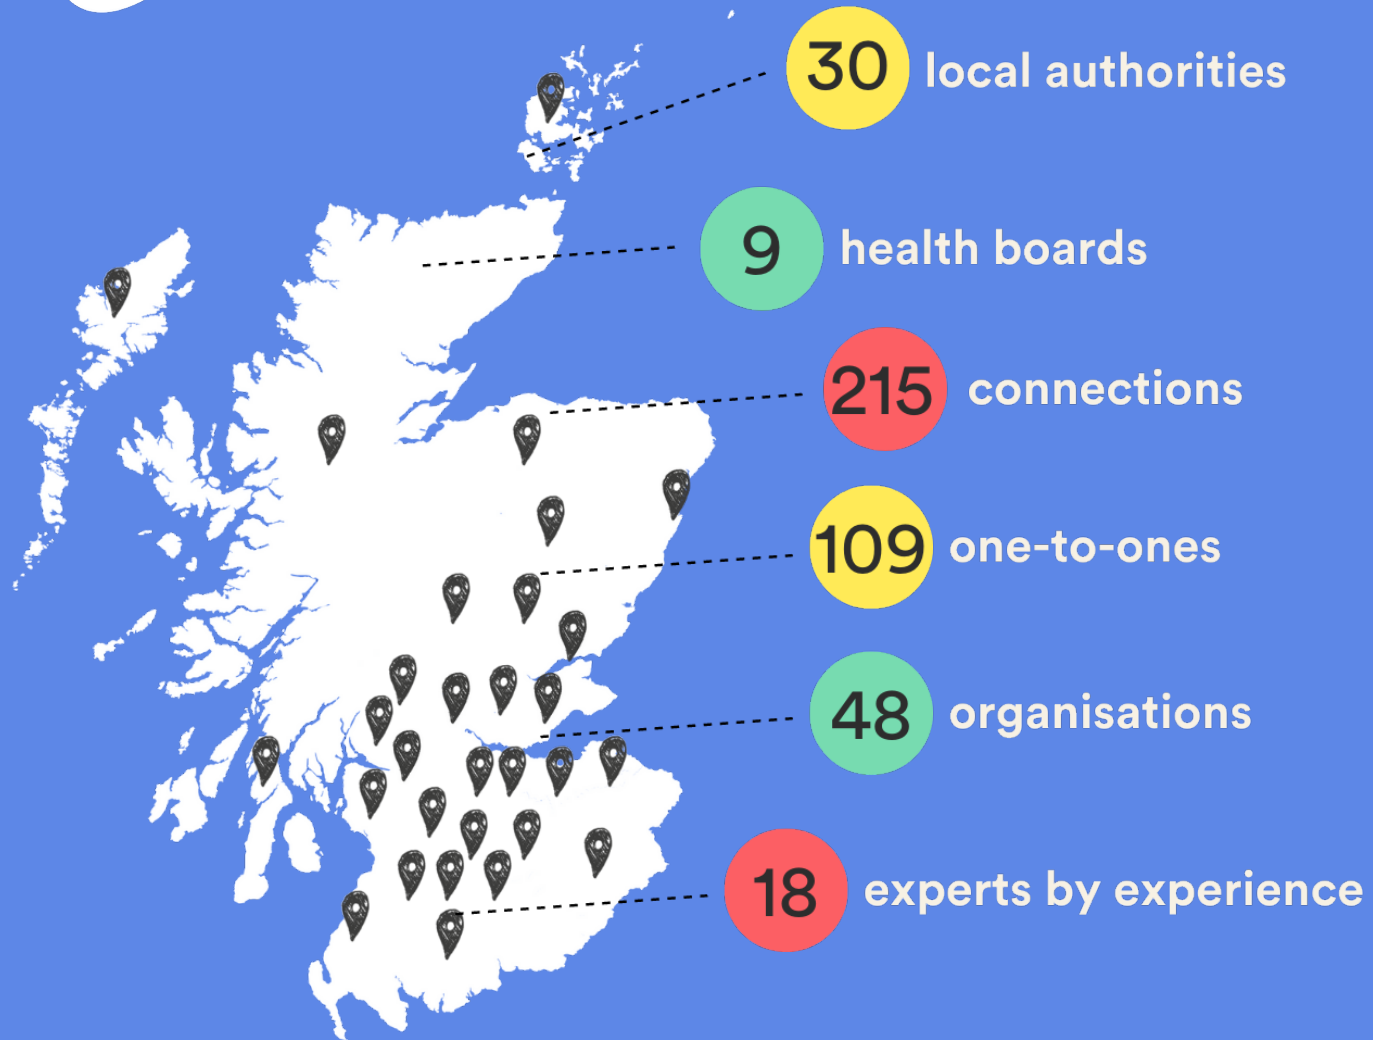 30 local authorities
9 health boards
215 connections
109 one-to-ones
48 organisations
18 experts by experience